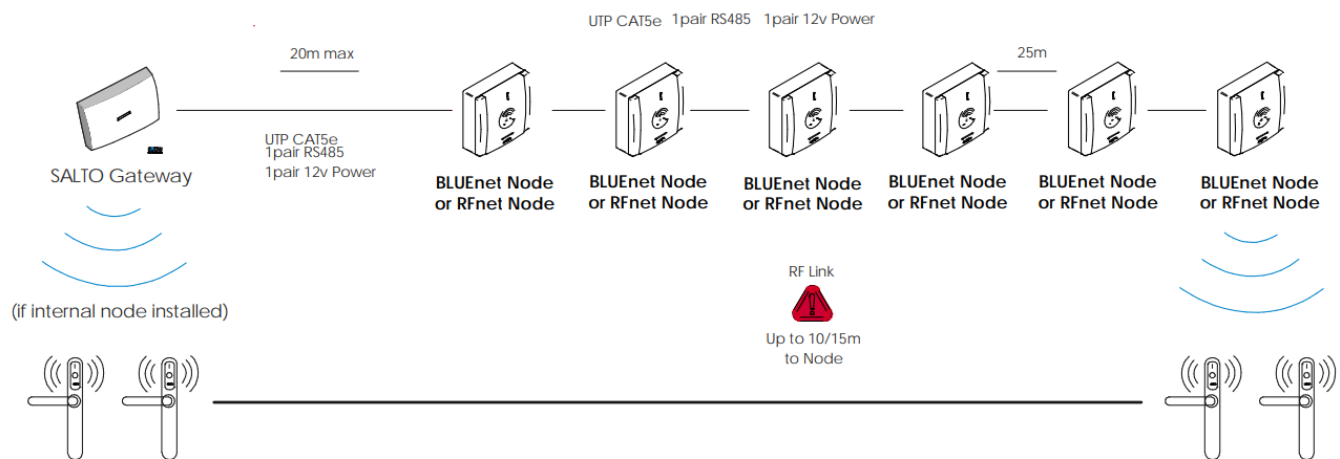 UTP CAT5e 1pair RS485 1pair 12v Power
20m max
25m
UTP CAT5e
1pair RS485
1pair 12v Power
SALTO Gateway
BLUEnet Node
or RFnet Node
BLUEnet Node
or RFnet Node
BLUEnet Node
or RFnet Node
BLUEnet Node
or RFnet Node
BLUEnet Node
or RFnet Node
BLUEnet Node
or RFnet Node
(if internal node installed)
RF Link
Up to 10/15m
to Node